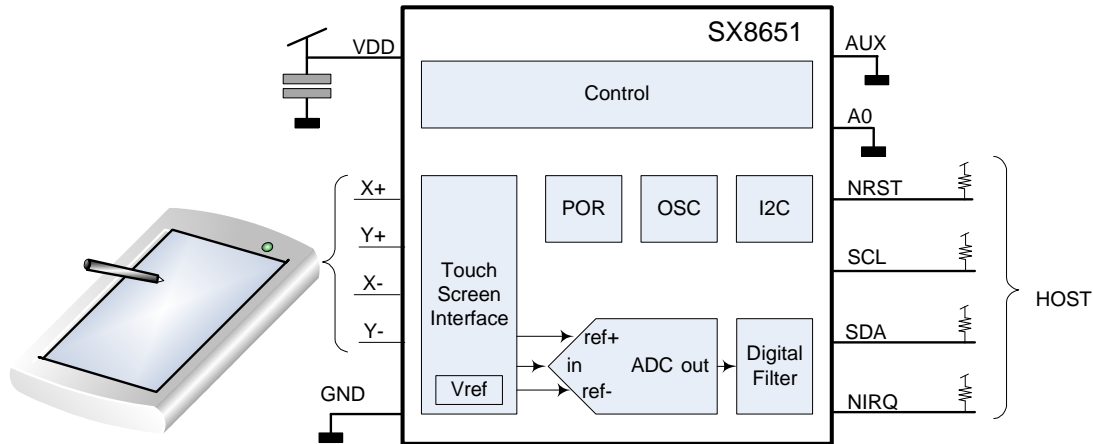 SX8651
VDD
AUX
Control
A0
X+
NRST
POR
OSC
I2C
Y+
SCL
Touch
Screen
Interface
X-
HOST
Y-
ref+
SDA
in
ADC out
Digital
Filter
Vref
ref-
GND
NIRQ